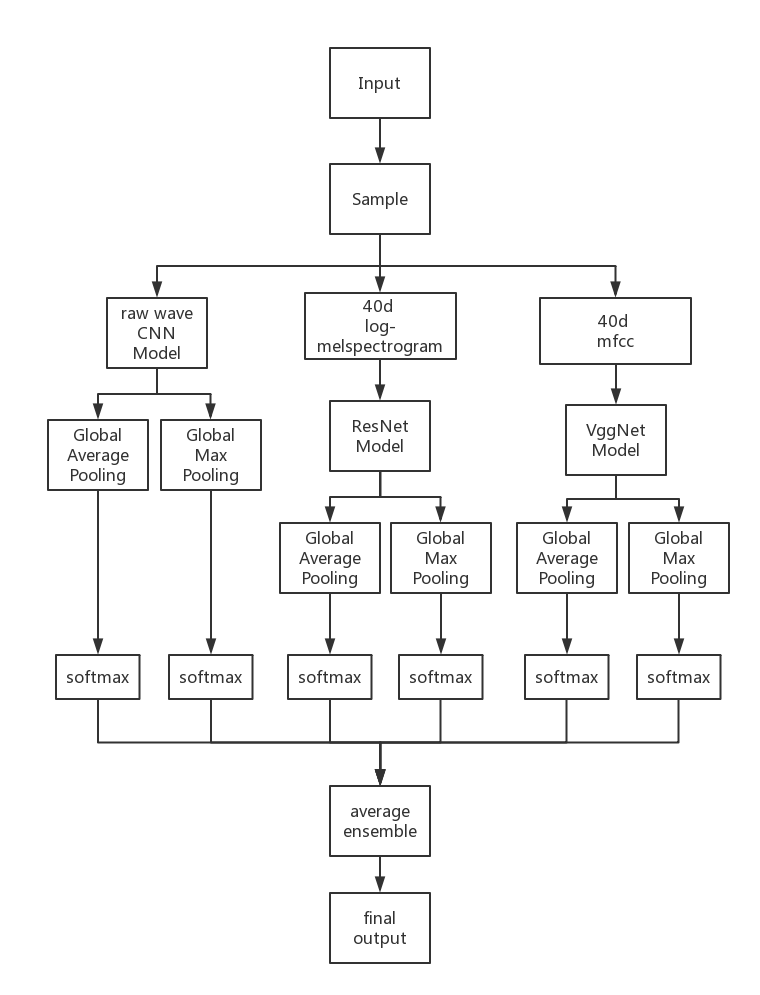 Input
Sample
raw wave
CNN
Model
40d
log-
melspectrogram
40d
mfcc
Global
Average
Pooling
Global
Max
Pooling
ResNet
Model
VggNet
Model
Global
Average
Pooling
Global
Max
Pooling
Global
Average
Pooling
Global
Max
Pooling
softmax
softmax
softmax
softmax
softmax
softmax
average
ensemble
final
output